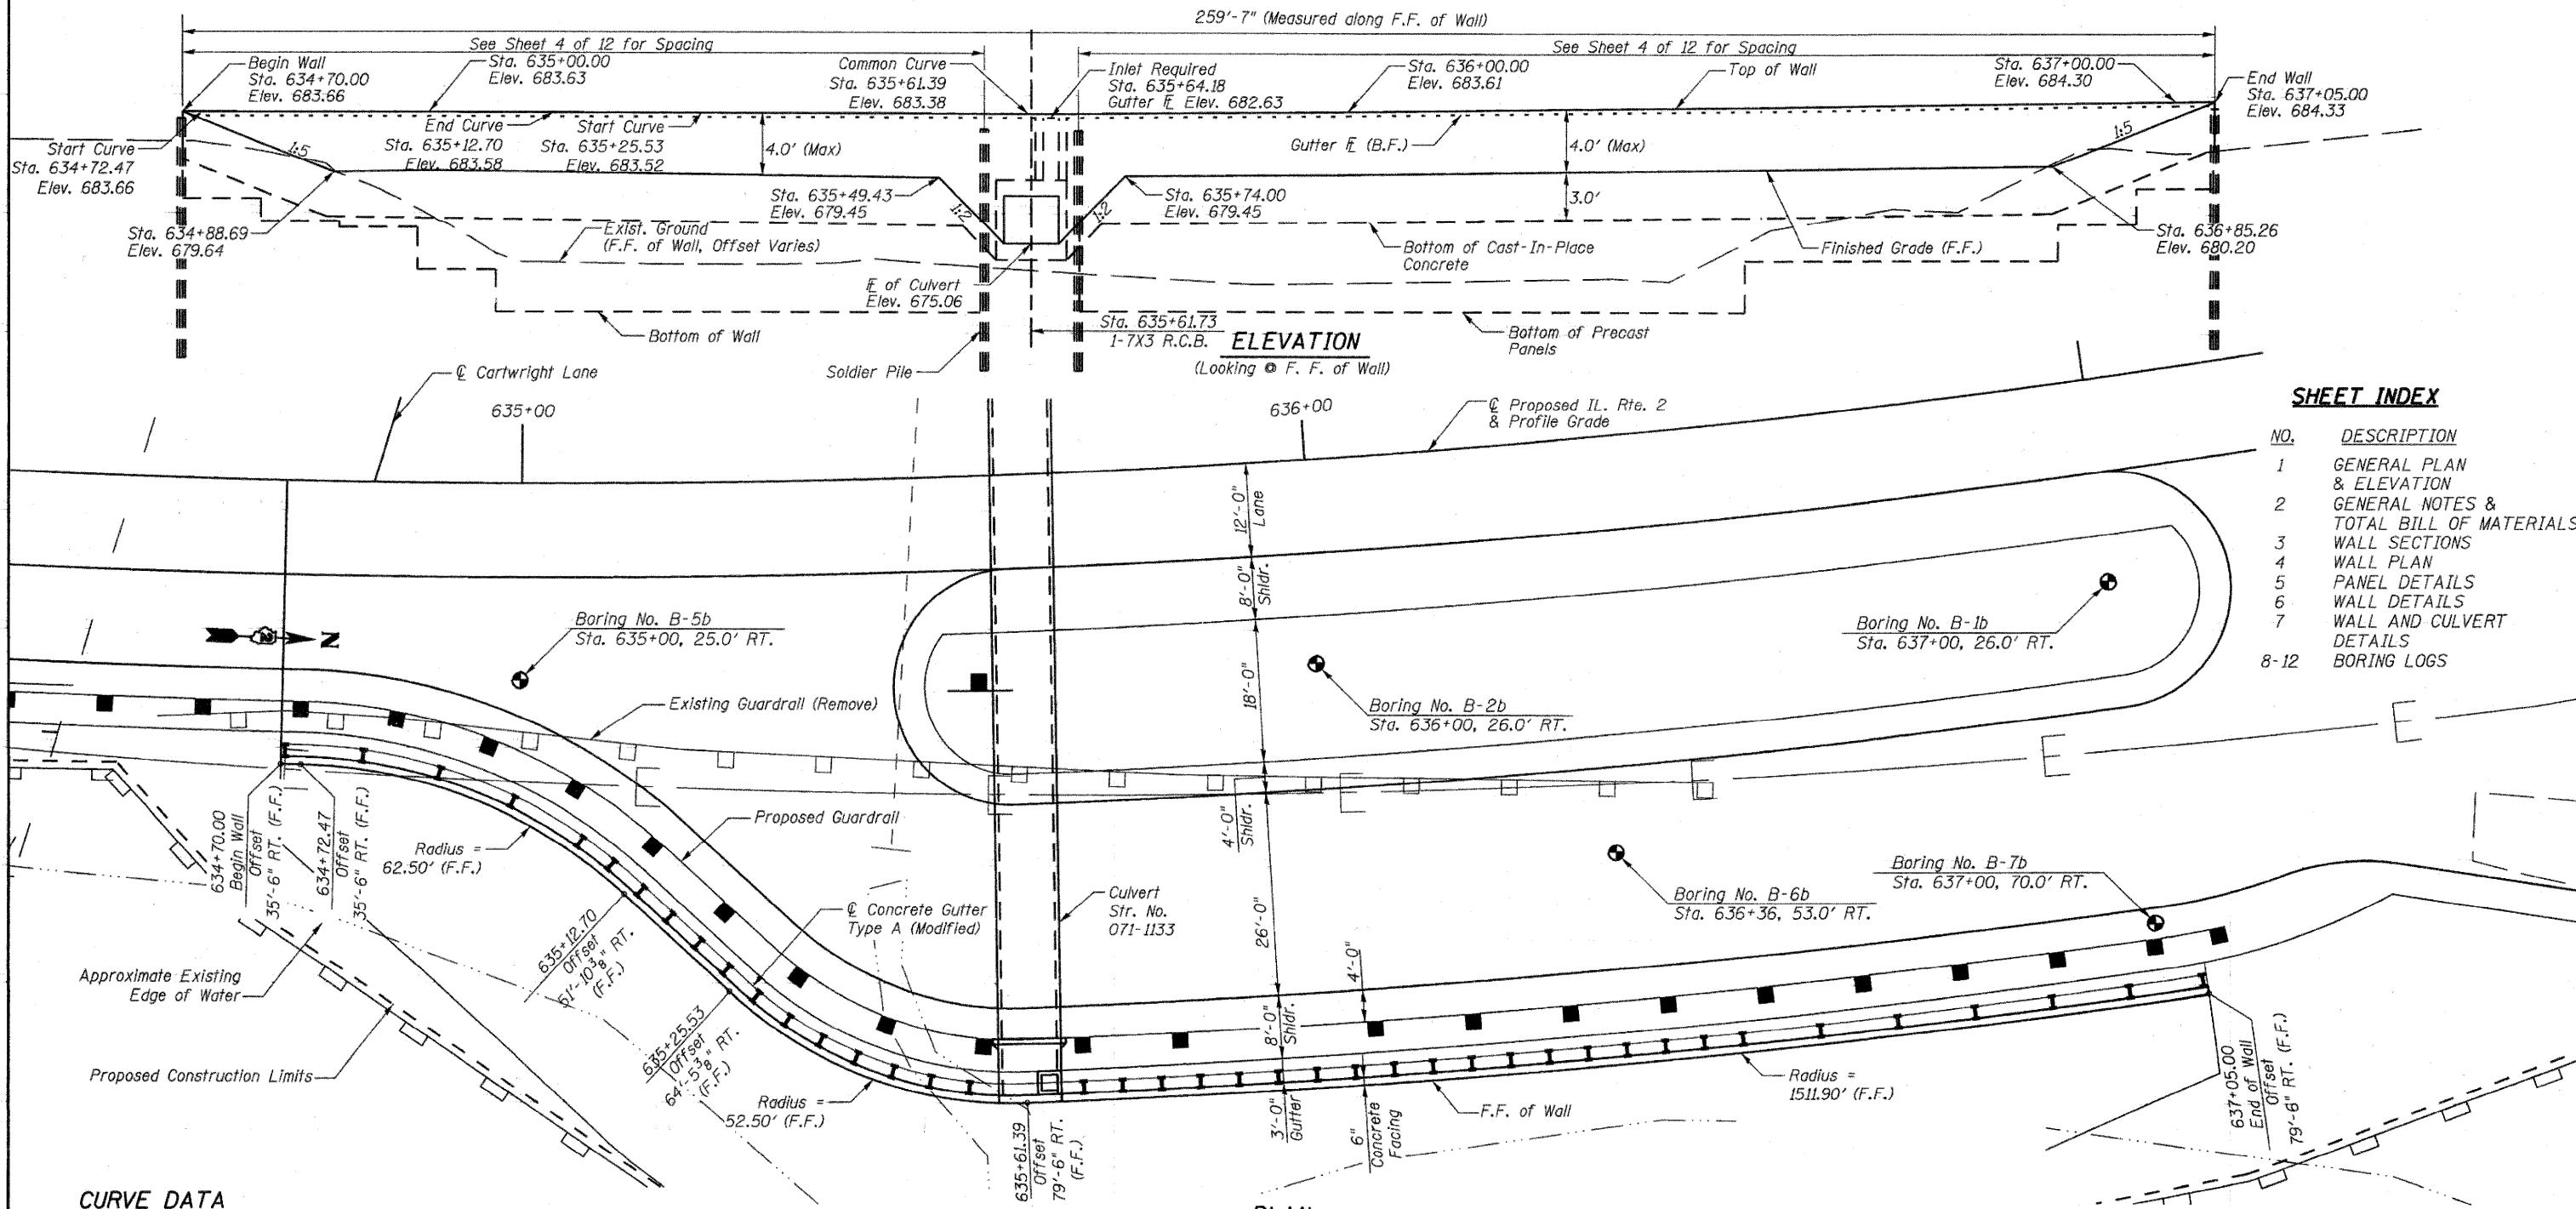 259'-7" (Measured along F.F. of Wall)
See Sheet 4 of 12 for Spacing
See Sheet 4 of 12 for Spacing
Begin Wall
Sta. 634+70.00
Elev. 683.66
Sta. 635+00.00
Elev. 683.63
Common Curve
Sta. 635+61.39
Elev. 683.38
Inlet Required
Sta. 635+64.18
Gutter FL Elev. 682.63
Sta. 636+00.00
Elev. 683.61
Top of Wall
Sta. 637+00.00
Elev. 684.30
End Wall
Sta. 637+05.00
Elev. 684.33
Start Curve
Sta. 634+72.47
Elev. 683.66
1:5
End Curve
Sta. 635+12.70
Elev. 683.58
Start Curve
Sta. 635+25.53
Elev. 683.52
4.0' (Max)
Gutter FL (B.F.)
4.0' (Max)
1:5
3.0'
Sta. 634+88.69
Elev. 679.64
Exist. Ground
(F.F. of Wall, Offset Varies)
Sta. 635+49.43
Elev. 679.45
1:2
1:2
Sta. 635+74.00
Elev. 679.45
Bottom of Cast-In-Place
Concrete
Finished Grade (F.F.)
Sta. 636+85.26
Elev. 680.20
FL of Culvert
Elev. 675.06
Bottom of Wall
Soldier Pile
Sta. 635+61.73
1-7X3 R.C.B.
Bottom of Precast
Panels
ELEVATION
(Looking @ F. F. of Wall)
℄ Cartwright Lane
635+00
636+00
℄ Proposed IL. Rte. 2
& Profile Grade
SHEET INDEX
NO. DESCRIPTION
1 GENERAL PLAN
& ELEVATION
2 GENERAL NOTES &
TOTAL BILL OF MATERIALS
3 WALL SECTIONS
4 WALL PLAN
5 PANEL DETAILS
6 WALL DETAILS
7 WALL AND CULVERT
DETAILS
8-12 BORING LOGS
12'-0"
Lane
8'-0"
Shldr.
18'-0"
4'-0"
Shldr.
26'-0"
8'-0"
Shldr.
3'-0"
Gutter
4'-0"
6"
Concrete
Facing
N
Boring No. B-5b
Sta. 635+00, 25.0' RT.
Boring No. B-1b
Sta. 637+00, 26.0' RT.
Boring No. B-2b
Sta. 636+00, 26.0' RT.
Existing Guardrail (Remove)
Proposed Guardrail
634+70.00
Begin Wall
Offset
35'-6" RT. (F.F.)
634+72.47
Offset
35'-6" RT. (F.F.)
Radius =
62.50' (F.F.)
Boring No. B-6b
Sta. 636+36, 53.0' RT.
Boring No. B-7b
Sta. 637+00, 70.0' RT.
Culvert
Str. No.
071-1133
℄ Concrete Gutter
Type A (Modified)
635+12.70
Offset
51'-10⅜" RT.
(F.F.)
635+25.53
Offset
64'-5⅜" RT.
(F.F.)
Approximate Existing
Edge of Water
Proposed Construction Limits
Radius =
52.50' (F.F.)
635+61.39
Offset
79'-6" RT.
(F.F.)
F.F. of Wall
Radius =
1511.90' (F.F.)
637+05.00
End of Wall
Offset
79'-6" RT. (F.F.)
CURVE DATA